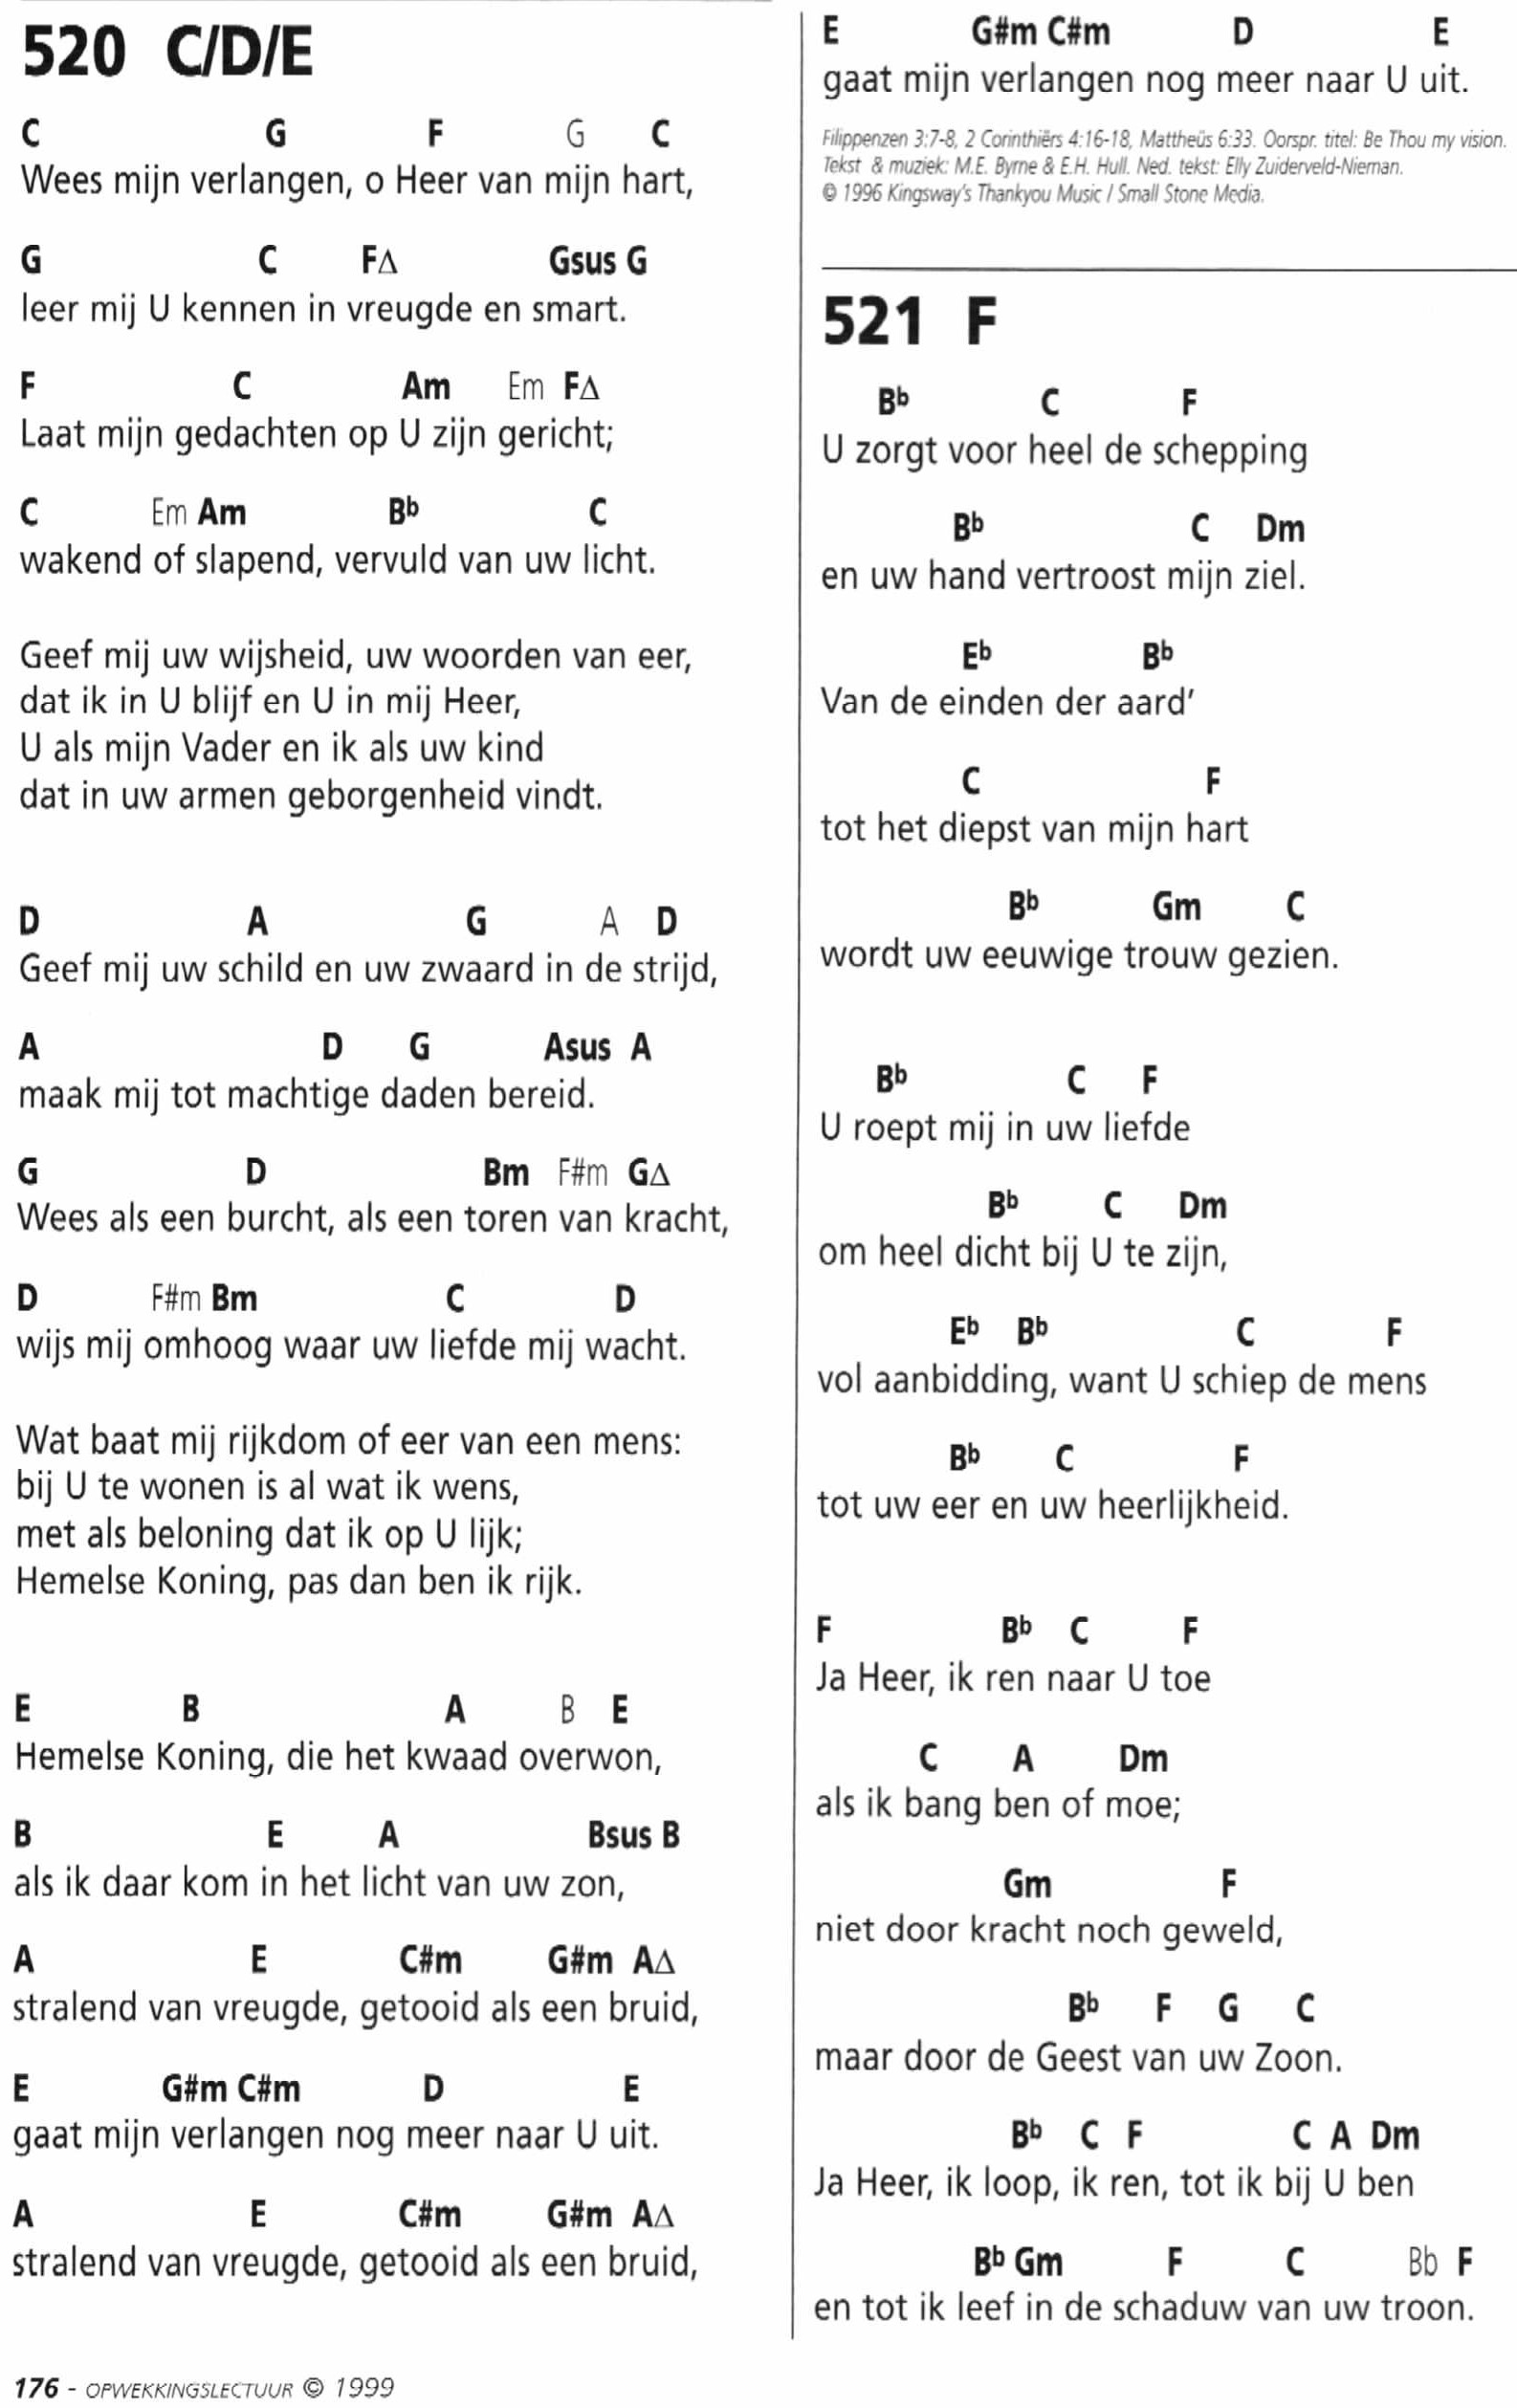 520 C/D/E
C G F G C
Wees mijn verlangen, o Heer van mijn hart,
G C F∆ Gsus G
leer mij U kennen in vreugde en smart.
F C Am Em F∆
Laat mijn gedachten op U zijn gericht;
C Em Am Bb C
wakend of slapend, vervuld van uw licht.
Geef mij uw wijsheid, uw woorden van eer,
dat ik in U blijf en U in mij Heer,
U als mijn Vader en ik als uw kind
dat in uw armen geborgenheid vindt.
D A G A D
Geef mij uw schild en uw zwaard in de strijd,
A D G Asus A
maak mij tot machtige daden bereid.
G D Bm F#m G∆
Wees als een burcht, als een toren van kracht,
D F#m Bm C D
wijs mij omhoog waar uw liefde mij wacht.
Wat baat mij rijkdom of eer van een mens:
bij U te wonen is al wat ik wens,
met als beloning dat ik op U lijk;
Hemelse Koning, pas dan ben ik rijk.
E B A B E
Hemelse Koning, die het kwaad overwon,
B E A Bsus B
als ik daar kom in het licht van uw zon,
A E C#m G#m A∆
stralend van vreugde, getooid als een bruid,
E G#m C#m D E
gaat mijn verlangen nog meer naar U uit.
A E C#m G#m A∆
stralend van vreugde, getooid als een bruid,
E G#m C#m D E
gaat mijn verlangen nog meer naar U uit.
Filippenzen 3:7-8, 2 Corinthiërs 4:16-18, Mattheüs 6:33. Oorspr. titel: Be Thou my vision.
Tekst & muziek: M.E. Byrne & E.H. Hull. Ned. tekst: Elly Zuiderveld-Nieman.
© 1996 Kingsway's Thankyou Music / Small Stone Media.
521 F
Bb C F
U zorgt voor heel de schepping
Bb C Dm
en uw hand vertroost mijn ziel.
Eb Bb
Van de einden der aard'
C F
tot het diepst van mijn hart
Bb Gm C
wordt uw eeuwige trouw gezien.
Bb C F
U roept mij in uw liefde
Bb C Dm
om heel dicht bij U te zijn,
Eb Bb C F
vol aanbidding, want U schiep de mens
Bb C F
tot uw eer en uw heerlijkheid.
F Bb C F
Ja Heer, ik ren naar U toe
C A Dm
als ik bang ben of moe;
Gm F
niet door kracht noch geweld,
Bb F G C
maar door de Geest van uw Zoon.
Bb C F C A Dm
Ja Heer, ik loop, ik ren, tot ik bij U ben
Bb Gm F C Bb F
en tot ik leef in de schaduw van uw troon.
176 - OPWEKKINGSLECTUUR © 1999